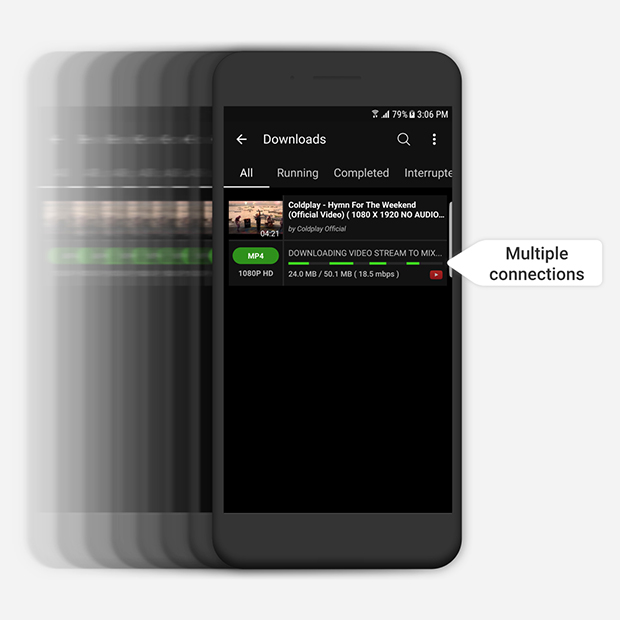 79% 3:06 PM
Downloads
All Running Completed Interrupte
Coldplay - Hymn For The Weekend
(Official Video) ( 1080 X 1920 NO AUDIO...
by Coldplay Official
04:21
MP4
DOWNLOADING VIDEO STREAM TO MIX...
1080P HD
24.0 MB / 50.1 MB ( 18.5 mbps )
Multiple
connections